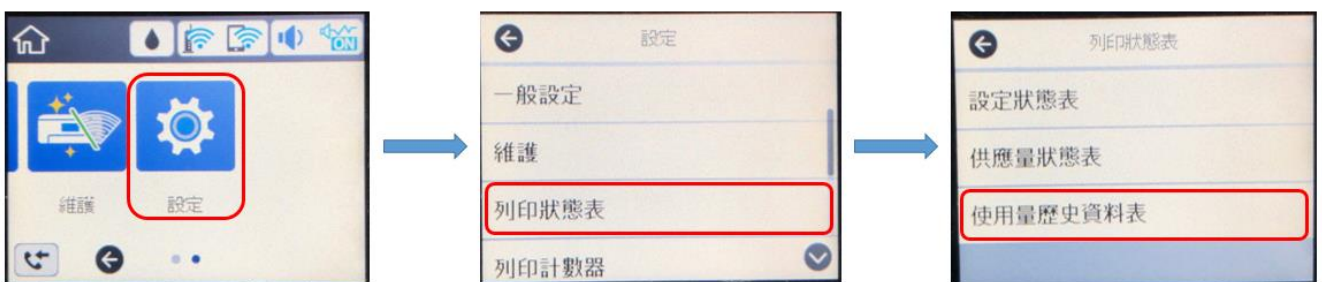 ON
維護
設定
設定
一般設定
維護
列印狀態表
列印計數器
列印狀態表
設定狀態表
供應量狀態表
使用量歷史資料表